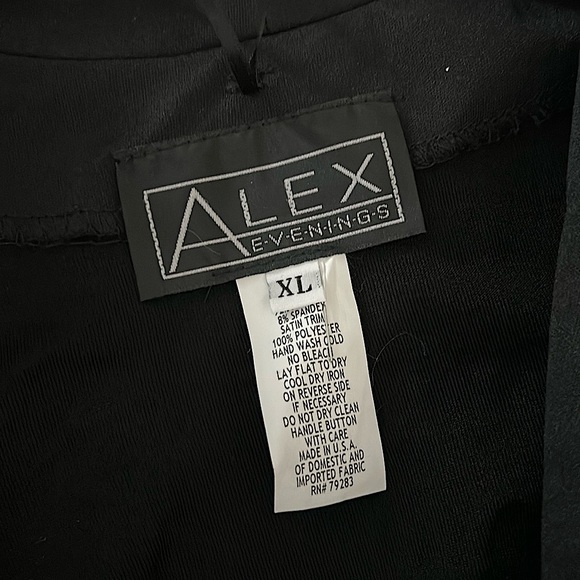 ALEX
E-V-E-N-I-N-G-S
XL
8% SPANDEX
SATIN TRIM
100% POLYESTER
HAND WASH COLD
NO BLEACH
LAY FLAT TO DRY
COOL DRY IRON
ON REVERSE SIDE
IF NECESSARY
DO NOT DRY CLEAN
HANDLE BUTTON
WITH CARE
MADE IN U.S.A.
OF DOMESTIC AND
IMPORTED FABRIC
RN# 79283